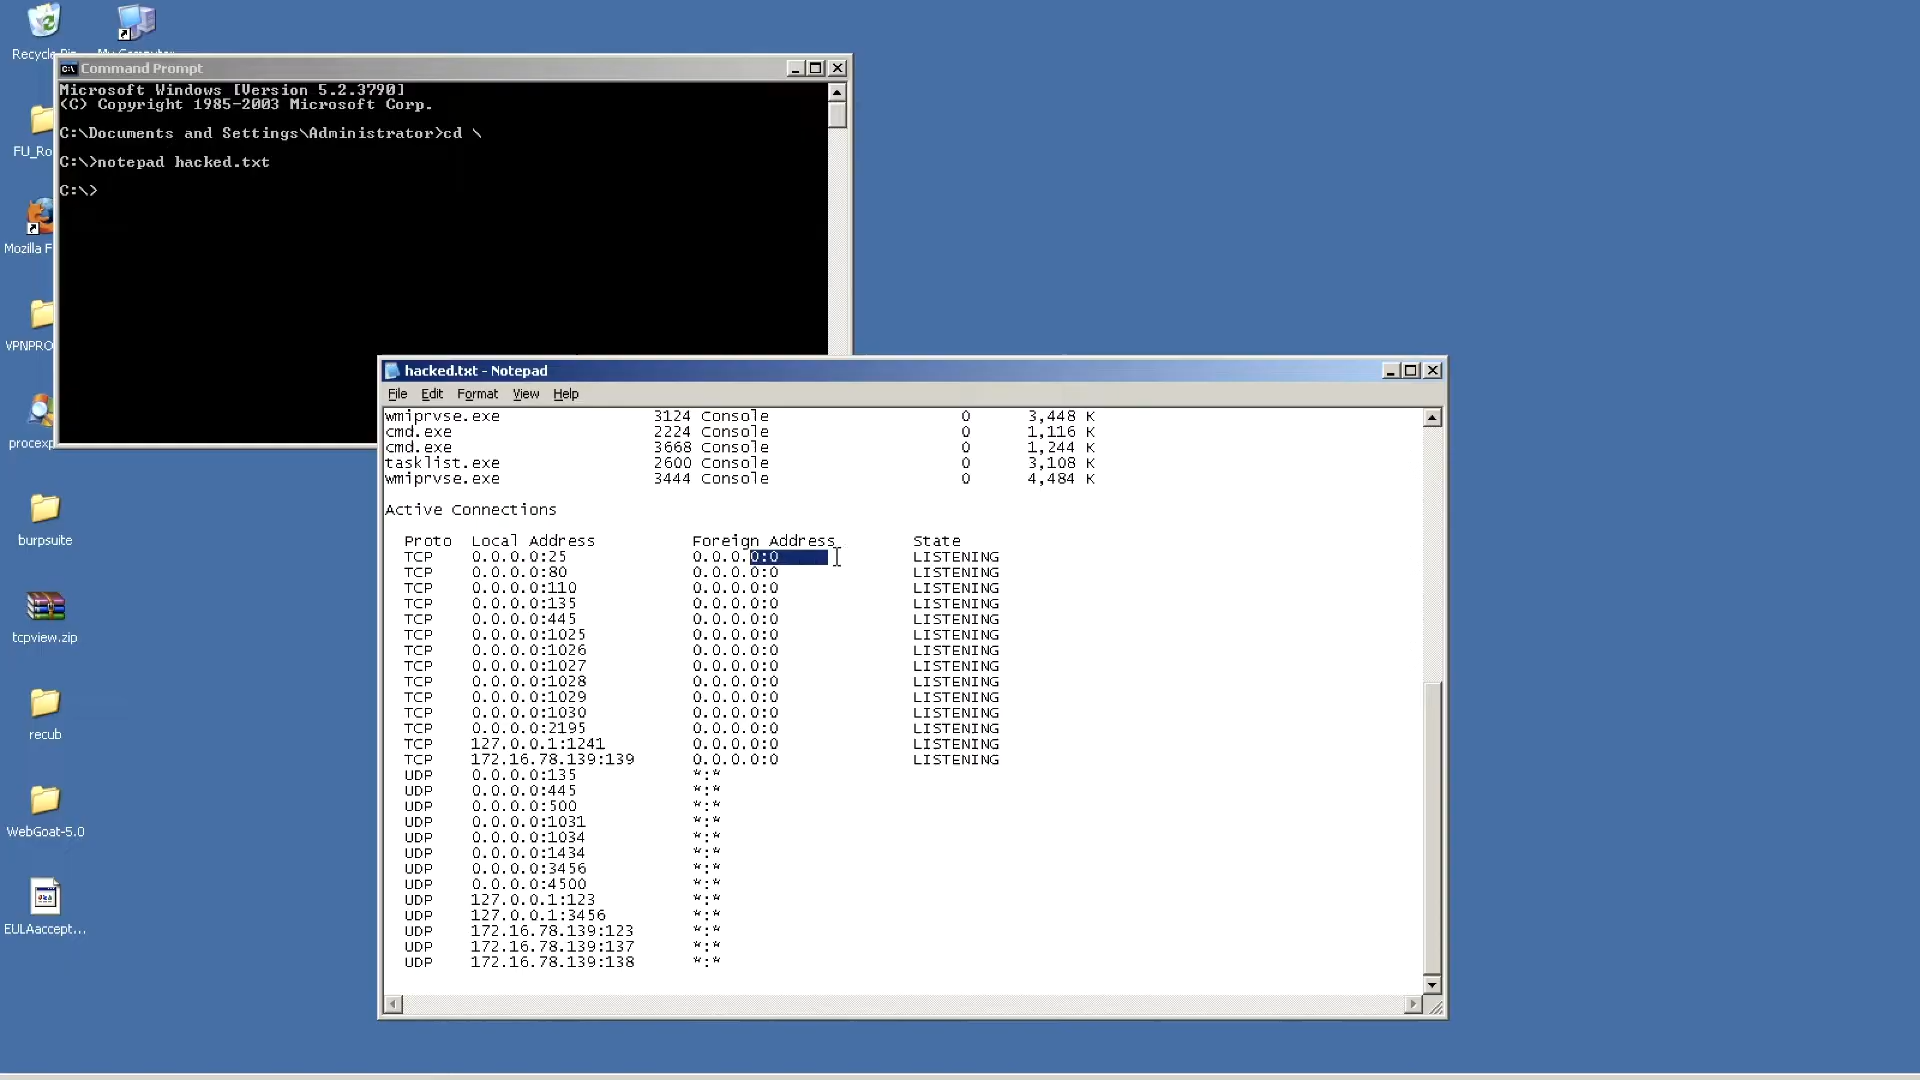 Recycle Bin
My Computer
Command Prompt
Microsoft Windows [Version 5.2.3790]
(C) Copyright 1985-2003 Microsoft Corp.
C:\Documents and Settings\Administrator>cd \
C:\>notepad hacked.txt
C:\>
FU_Ro
Mozilla F
VPNPRO
procexp
burpsuite
tcpview.zip
recub
WebGoat-5.0
EULAaccept...
hacked.txt - Notepad
File Edit Format View Help
wmiprvse.exe 3124 Console 0 3,448 K
cmd.exe 2224 Console 0 1,116 K
cmd.exe 3668 Console 0 1,244 K
tasklist.exe 2600 Console 0 3,108 K
wmiprvse.exe 3444 Console 0 4,484 K
Active Connections
Proto Local Address Foreign Address State
TCP 0.0.0.0:25 0.0.0.0:0 LISTENING
TCP 0.0.0.0:80 0.0.0.0:0 LISTENING
TCP 0.0.0.0:110 0.0.0.0:0 LISTENING
TCP 0.0.0.0:135 0.0.0.0:0 LISTENING
TCP 0.0.0.0:445 0.0.0.0:0 LISTENING
TCP 0.0.0.0:1025 0.0.0.0:0 LISTENING
TCP 0.0.0.0:1026 0.0.0.0:0 LISTENING
TCP 0.0.0.0:1027 0.0.0.0:0 LISTENING
TCP 0.0.0.0:1028 0.0.0.0:0 LISTENING
TCP 0.0.0.0:1029 0.0.0.0:0 LISTENING
TCP 0.0.0.0:1030 0.0.0.0:0 LISTENING
TCP 0.0.0.0:2195 0.0.0.0:0 LISTENING
TCP 127.0.0.1:1241 0.0.0.0:0 LISTENING
TCP 172.16.78.139:139 0.0.0.0:0 LISTENING
UDP 0.0.0.0:135 *:*
UDP 0.0.0.0:445 *:*
UDP 0.0.0.0:500 *:*
UDP 0.0.0.0:1031 *:*
UDP 0.0.0.0:1034 *:*
UDP 0.0.0.0:1434 *:*
UDP 0.0.0.0:3456 *:*
UDP 0.0.0.0:4500 *:*
UDP 127.0.0.1:123 *:*
UDP 127.0.0.1:3456 *:*
UDP 172.16.78.139:123 *:*
UDP 172.16.78.139:137 *:*
UDP 172.16.78.139:138 *:*